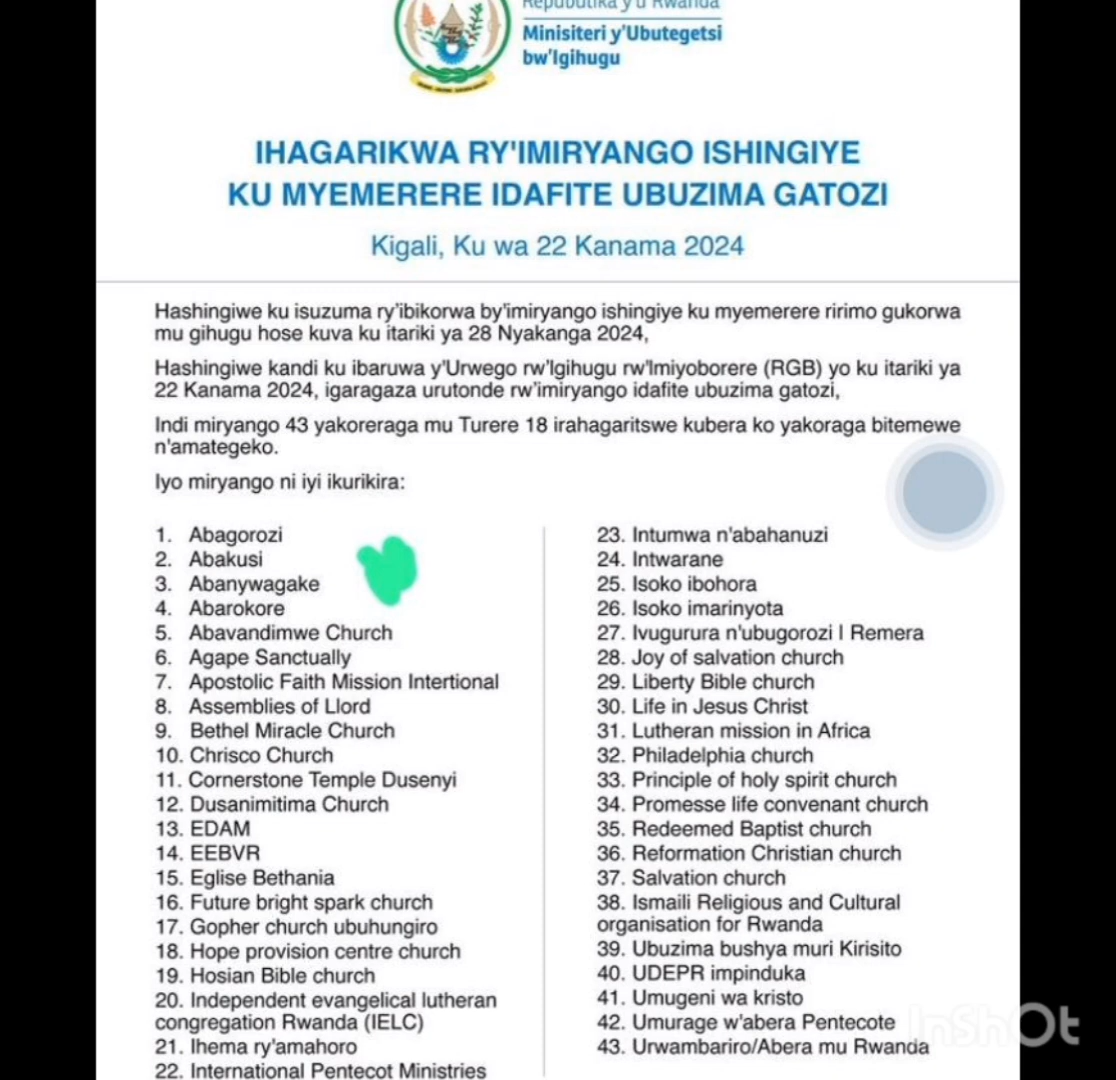 Repubulika y'u Rwanda
Minisiteri y'Ubutegetsi
bw'Igihugu
IHAGARIKWA RY'IMIRYANGO ISHINGIYE
KU MYEMERERE IDAFITE UBUZIMA GATOZI
Kigali, Ku wa 22 Kanama 2024
Hashingiwe ku isuzuma ry'ibikorwa by'imiryango ishingiye ku myemerere ririmo gukorwa
mu gihugu hose kuva ku itariki ya 28 Nyakanga 2024,
Hashingiwe kandi ku ibaruwa y'Urwego rw'Igihugu rw'Imiyoborere (RGB) yo ku itariki ya
22 Kanama 2024, igaragaza urutonde rw'imiryango idafite ubuzima gatozi,
Indi miryango 43 yakoreraga mu Turere 18 irahagaritswe kubera ko yakoraga bitemewe
n'amategeko.
Iyo miryango ni iyi ikurikira:
1. Abagorozi
2. Abakusi
3. Abanywagake
4. Abarokore
5. Abavandimwe Church
6. Agape Sanctually
7. Apostolic Faith Mission Intertional
8. Assemblies of Llord
9. Bethel Miracle Church
10. Chrisco Church
11. Cornerstone Temple Dusenyi
12. Dusanimitima Church
13. EDAM
14. EEBVR
15. Eglise Bethania
16. Future bright spark church
17. Gopher church ubuhungiro
18. Hope provision centre church
19. Hosian Bible church
20. Independent evangelical lutheran
congregation Rwanda (IELC)
21. Ihema ry'amahoro
22. International Pentecot Ministries
23. Intumwa n'abahanuzi
24. Intwarane
25. Isoko ibohora
26. Isoko imarinyota
27. Ivugurura n'ubugorozi I Remera
28. Joy of salvation church
29. Liberty Bible church
30. Life in Jesus Christ
31. Lutheran mission in Africa
32. Philadelphia church
33. Principle of holy spirit church
34. Promesse life convenant church
35. Redeemed Baptist church
36. Reformation Christian church
37. Salvation church
38. Ismaili Religious and Cultural
organisation for Rwanda
39. Ubuzima bushya muri Kirisito
40. UDEPR impinduka
41. Umugeni wa kristo
42. Umurage w'abera Pentecote
43. Urwambariro/Abera mu Rwanda
InShOt